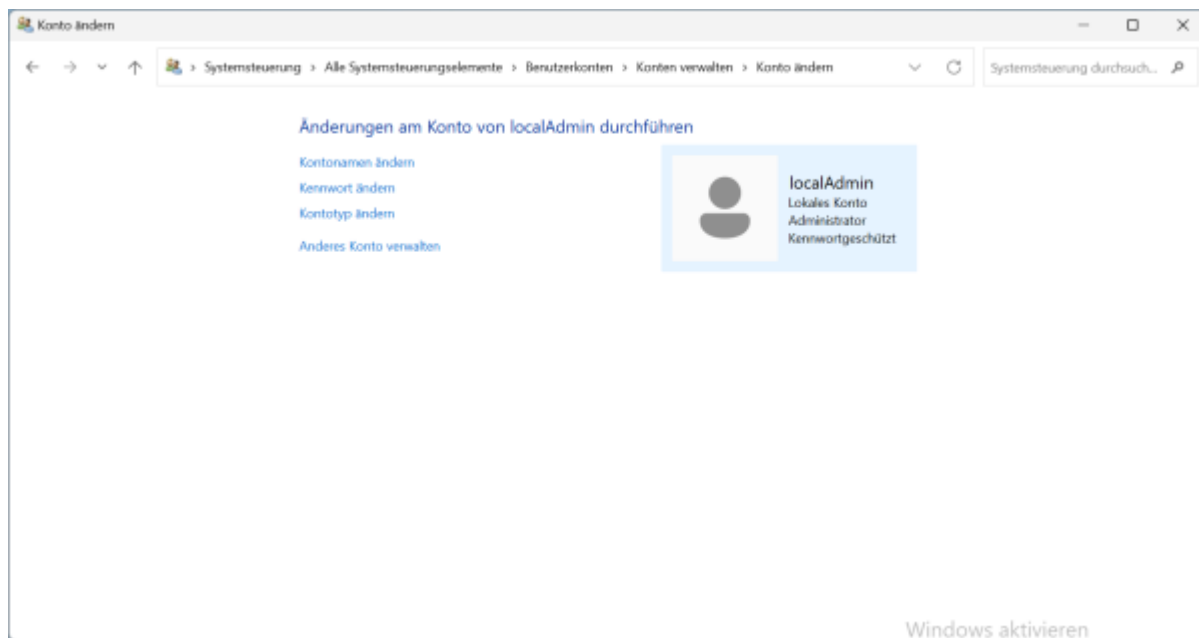 Konto ändern
Systemsteuerung > Alle Systemsteuerungselemente > Benutzerkonten > Konten verwalten > Konto ändern
Systemsteuerung durchsuch...
Änderungen am Konto von localAdmin durchführen
Kontonamen ändern
Kennwort ändern
Kontotyp ändern
Anderes Konto verwalten
localAdmin
Lokales Konto
Administrator
Kennwortgeschützt
Windows aktivieren